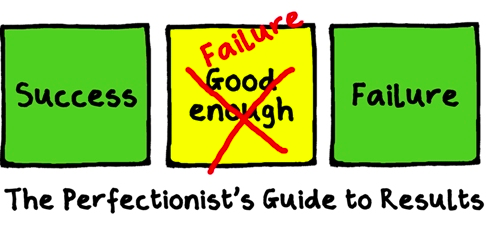 Success
Failure
Good
enough
Failure
The Perfectionist's Guide to Results